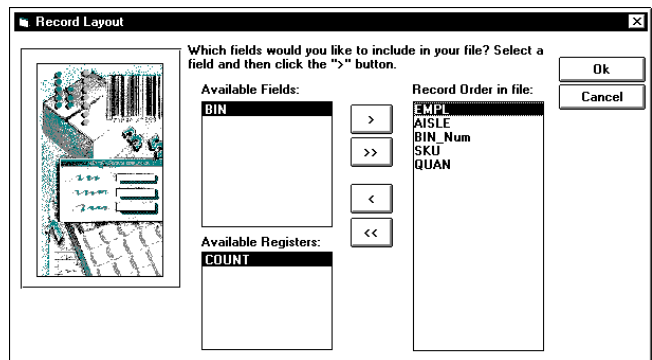 Record Layout
Which fields would you like to include in your file? Select a
field and then click the ">" button.
Available Fields:
BIN
>
>>
<
<<
Available Registers:
COUNT
Record Order in file:
EMPL
AISLE
BIN_Num
SKU
QUAN
Ok
Cancel